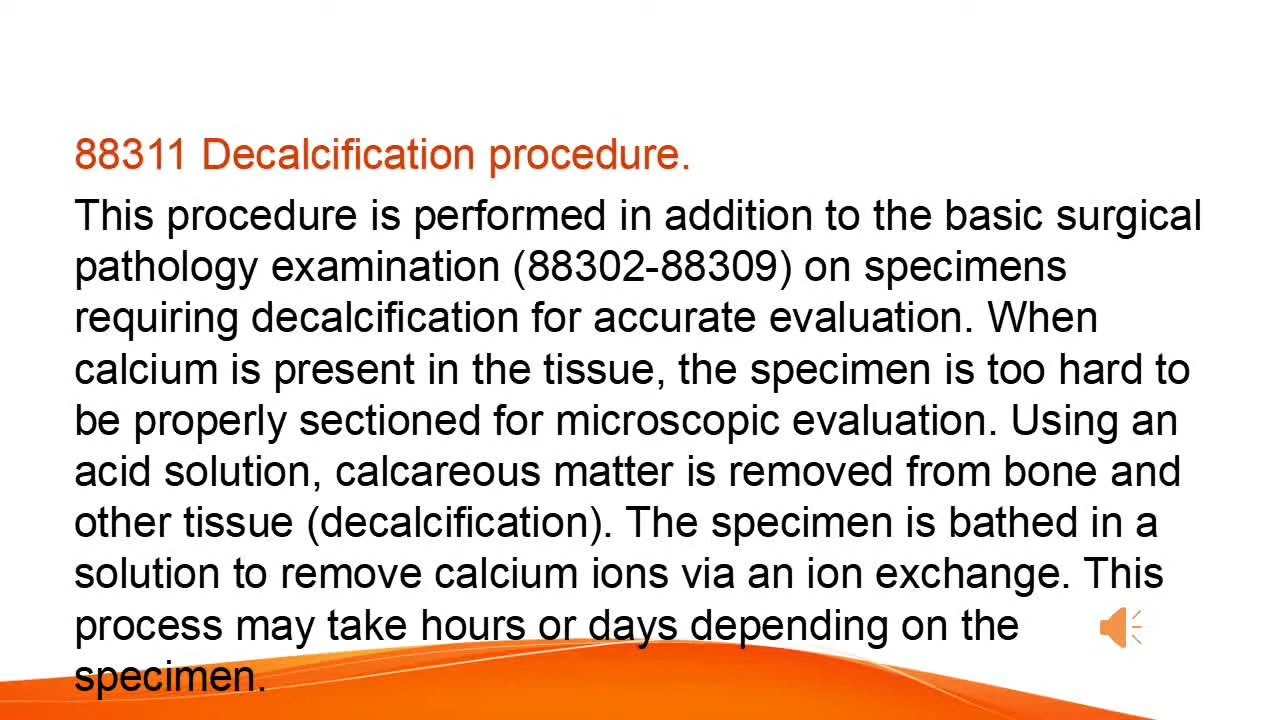 88311 Decalcification procedure.
This procedure is performed in addition to the basic surgical
pathology examination (88302-88309) on specimens
requiring decalcification for accurate evaluation. When
calcium is present in the tissue, the specimen is too hard to
be properly sectioned for microscopic evaluation. Using an
acid solution, calcareous matter is removed from bone and
other tissue (decalcification). The specimen is bathed in a
solution to remove calcium ions via an ion exchange. This
process may take hours or days depending on the
specimen.